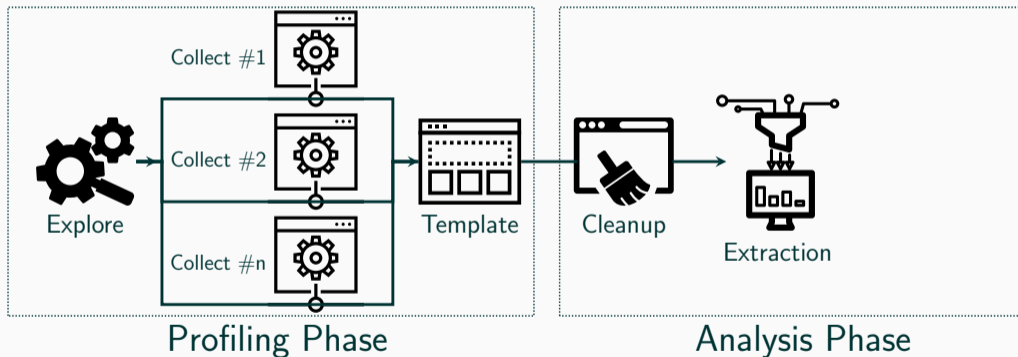 Collect #1
Collect #2
Collect #n
Explore
Template
Cleanup
Extraction
Profiling Phase
Analysis Phase